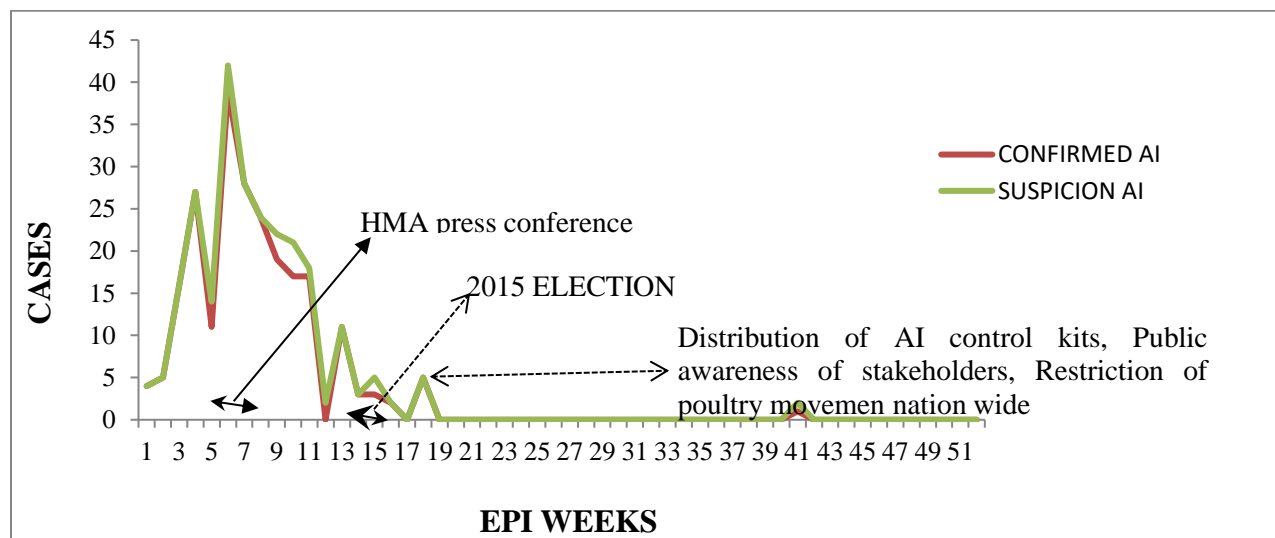 45
40
35
30
25
20
15
10
5
0
CASES
CONFIRMED AI
SUSPICION AI
HMA press conference
2015 ELECTION
Distribution of AI control kits, Public
awareness of stakeholders, Restriction of
poultry movemen nation wide
1 3 5 7 9 11 13 15 17 19 21 23 25 27 29 31 33 35 37 39 41 43 45 47 49 51
EPI WEEKS